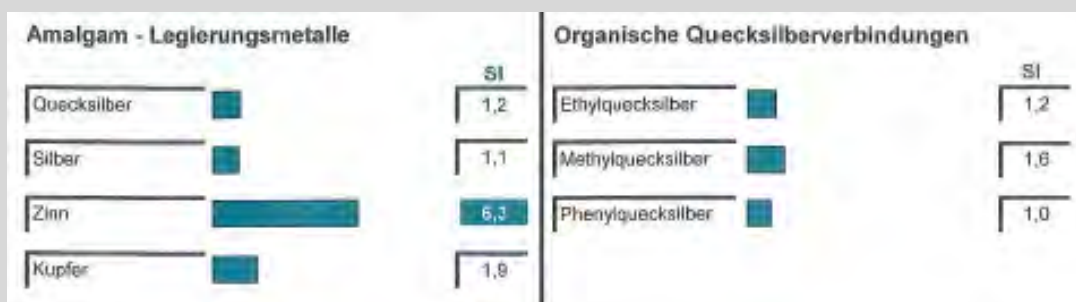 Amalgam - Legierungsmetalle
SI
Quecksilber 1,2
Silber 1,1
Zinn 6,3
Kupfer 1,9
Organische Quecksilberverbindungen
SI
Ethylquecksilber 1,2
Methylquecksilber 1,6
Phenylquecksilber 1,0